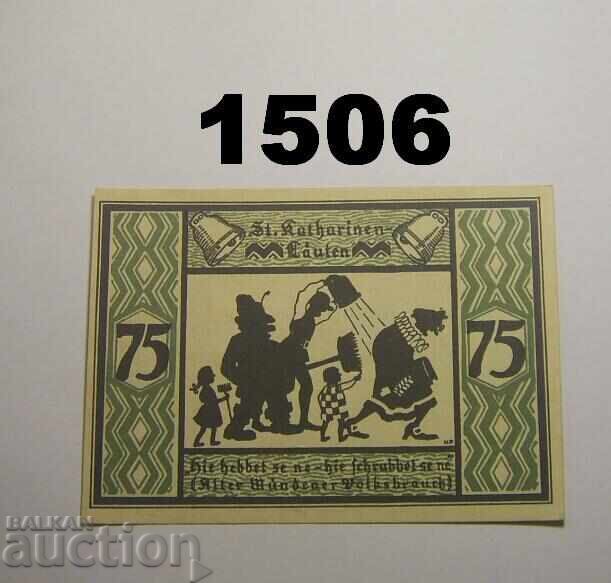 1506
St. Katharinen-
Läuten
75
75
HP
Hie hebbet se ne – hie schrubbet se ne
(Alter Mündener Volksbrauch)
BALKAN
auction